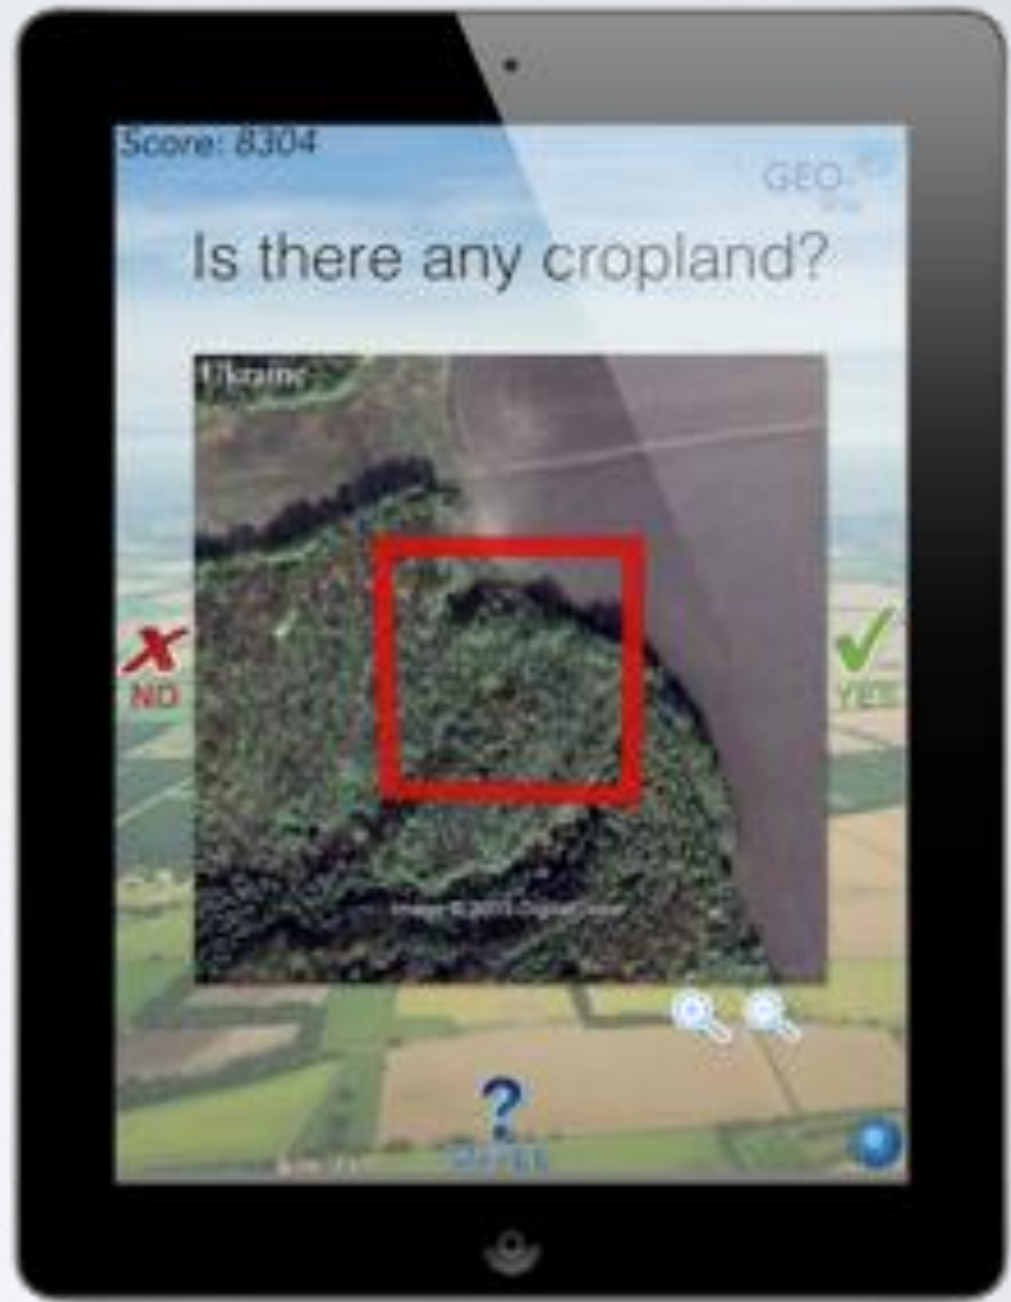 Score: 8304
GEO
Is there any cropland?
Ukraine
NO
YES
?